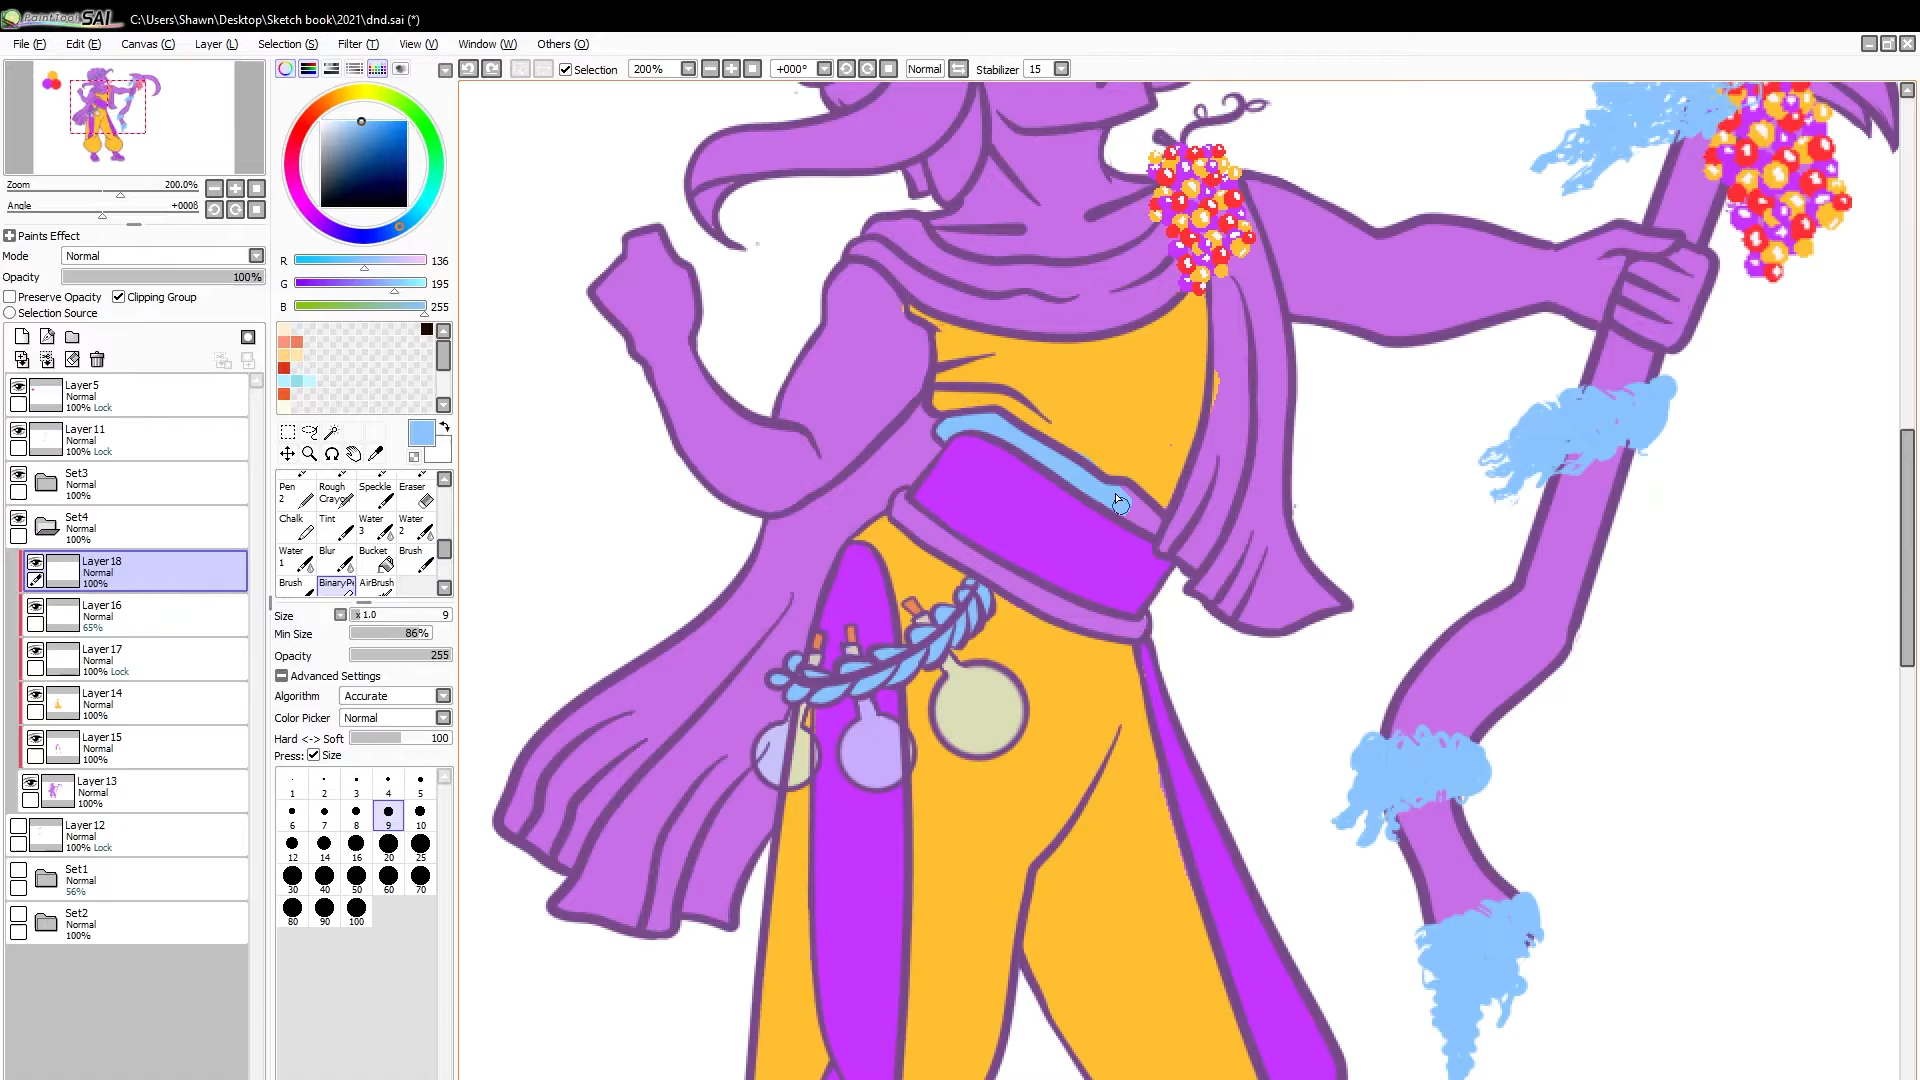 PaintTool SAI C:\Users\Shawn\Desktop\Sketch book\2021\dnd.sai (*)
File (F) Edit (E) Canvas (C) Layer (L) Selection (S) Filter (T) View (V) Window (W) Others (O)
Selection 200% +000° Normal Stabilizer 15
Zoom 200.0%
Angle +000ß
Paints Effect
Mode Normal
Opacity 100%
Preserve Opacity Clipping Group
Selection Source
Layer5
Normal
100% Lock
Layer11
Normal
100% Lock
Set3
Normal
100%
Set4
Normal
100%
Layer18
Normal
100%
Layer16
Normal
65%
Layer17
Normal
100% Lock
Layer14
Normal
100%
Layer15
Normal
100%
Layer13
Normal
100%
Layer12
Normal
100% Lock
Set1
Normal
56%
Set2
Normal
100%
R 136
G 195
B 255
Pen 2
Rough Crayon
Speckle
Eraser
Chalk
Tint
Water 3
Water 2
Water 1
Blur
Bucket
Brush
Brush
BinaryPe
AirBrush
Size x 1.0 9
Min Size 86%
Opacity 255
Advanced Settings
Algorithm Accurate
Color Picker Normal
Hard <-> Soft 100
Press: Size
1 2 3 4 5
6 7 8 9 10
12 14 16 20 25
30 40 50 60 70
80 90 100